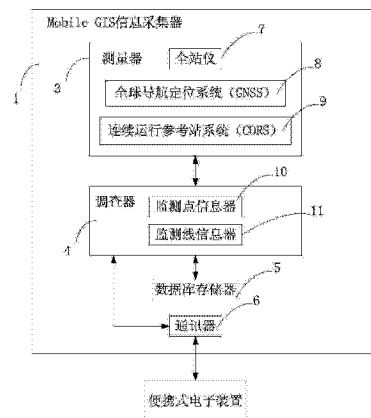 Mobile GIS信息采集器
1
3
测量器
全站仪
7
全球导航定位系统（GNSS）
8
连续运行参考站系统（CORS）
9
调查器
4
监测点信息器
10
监测线信息器
11
数据库存储器
5
通讯器
6
便携式电子装置